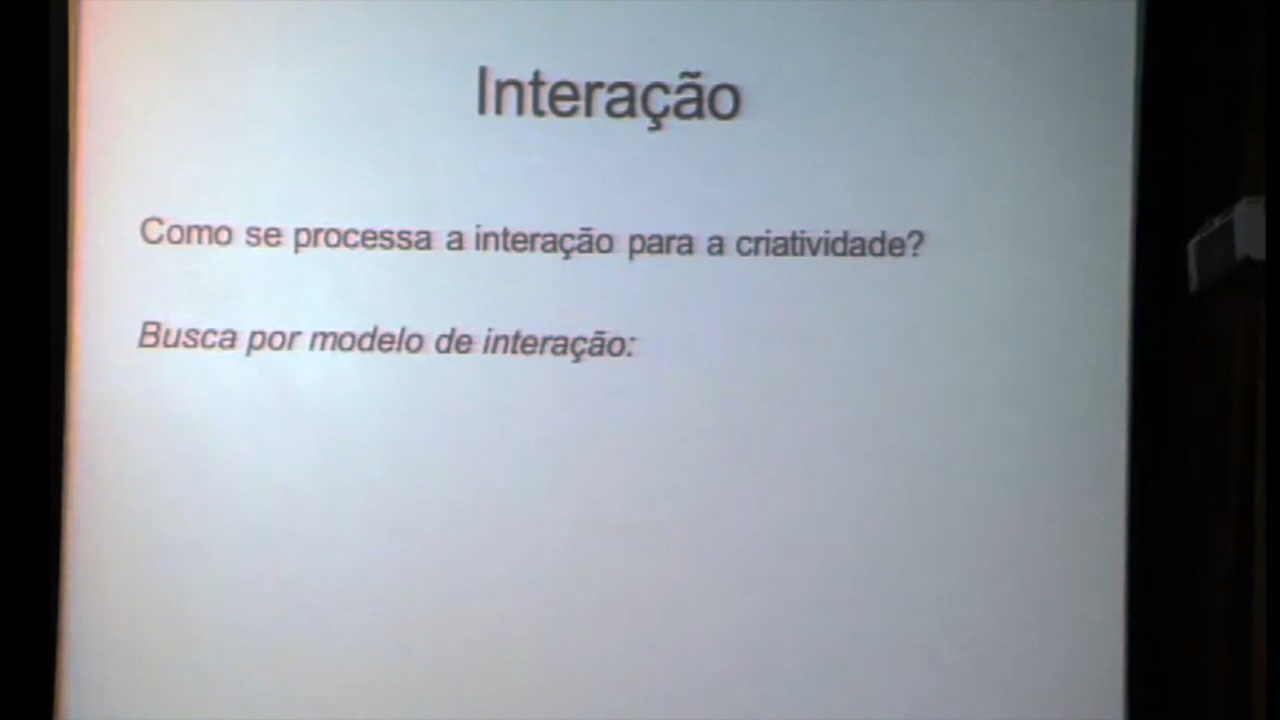 Interação
Como se processa a interação para a criatividade?
Busca por modelo de interação: